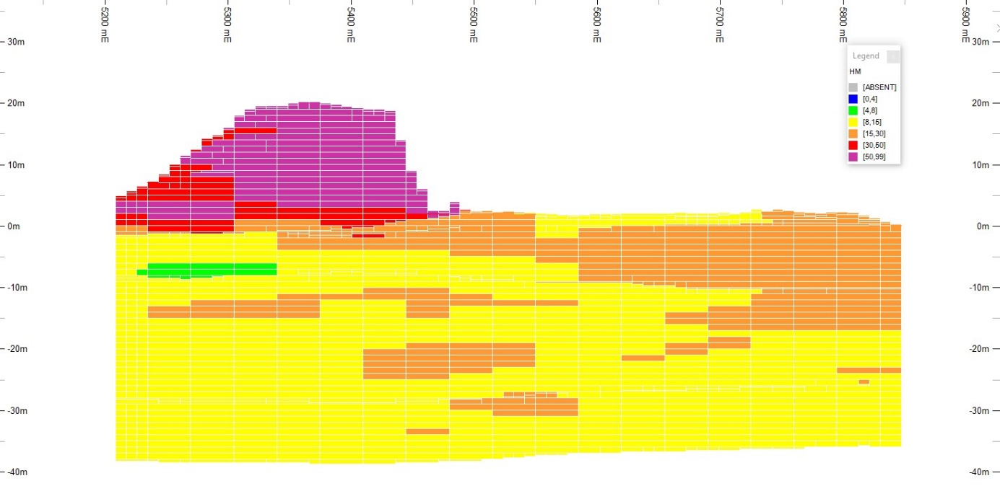 5200 mE
5300 mE
5400 mE
5500 mE
5600 mE
5700 mE
5800 mE
5900 mE
30m
30m
Legend
HM
[ABSENT]
[0,4]
[4,8]
[8,15]
[15,30]
[30,50]
[50,99]
20m
20m
10m
10m
0m
0m
-10m
-10m
-20m
-20m
-30m
-30m
-40m
-40m